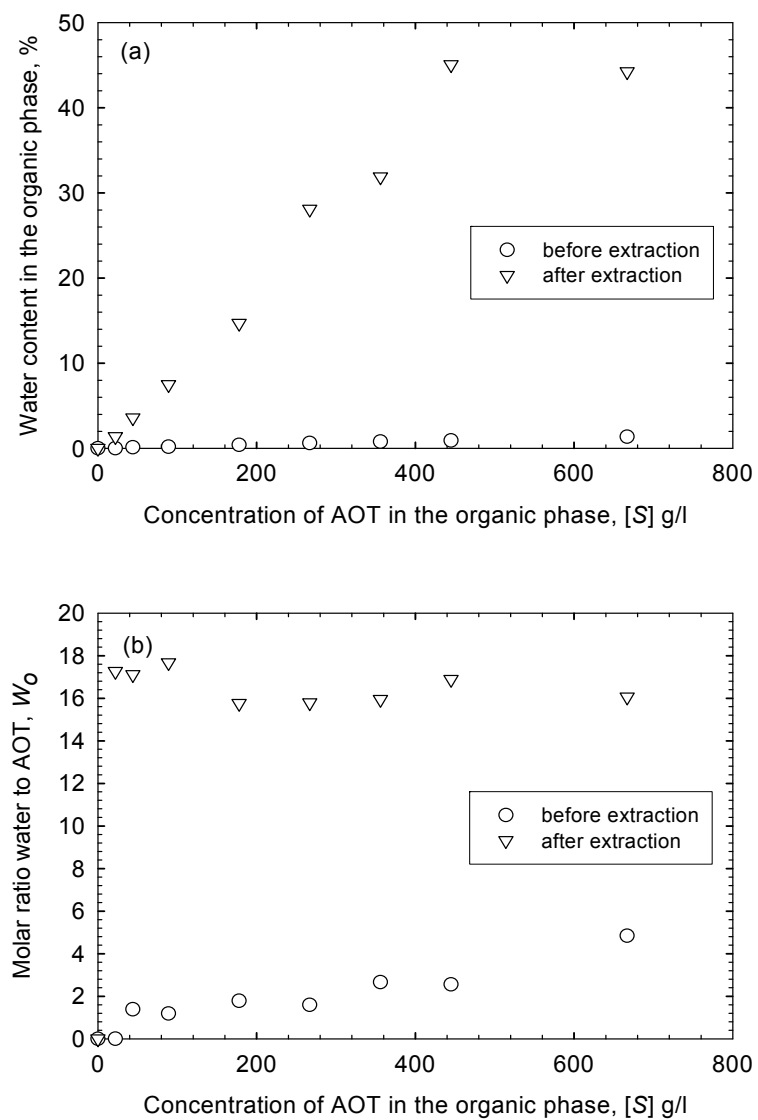 50
(a)
40
30
20
10
0
Water content in the organic phase, %
before extraction
after extraction
0 200 400 600 800
Concentration of AOT in the organic phase, [S] g/l
20
18
16
14
12
10
8
6
4
2
0
(b)
Molar ratio water to AOT, Wo
before extraction
after extraction
0 200 400 600 800
Concentration of AOT in the organic phase, [S] g/l